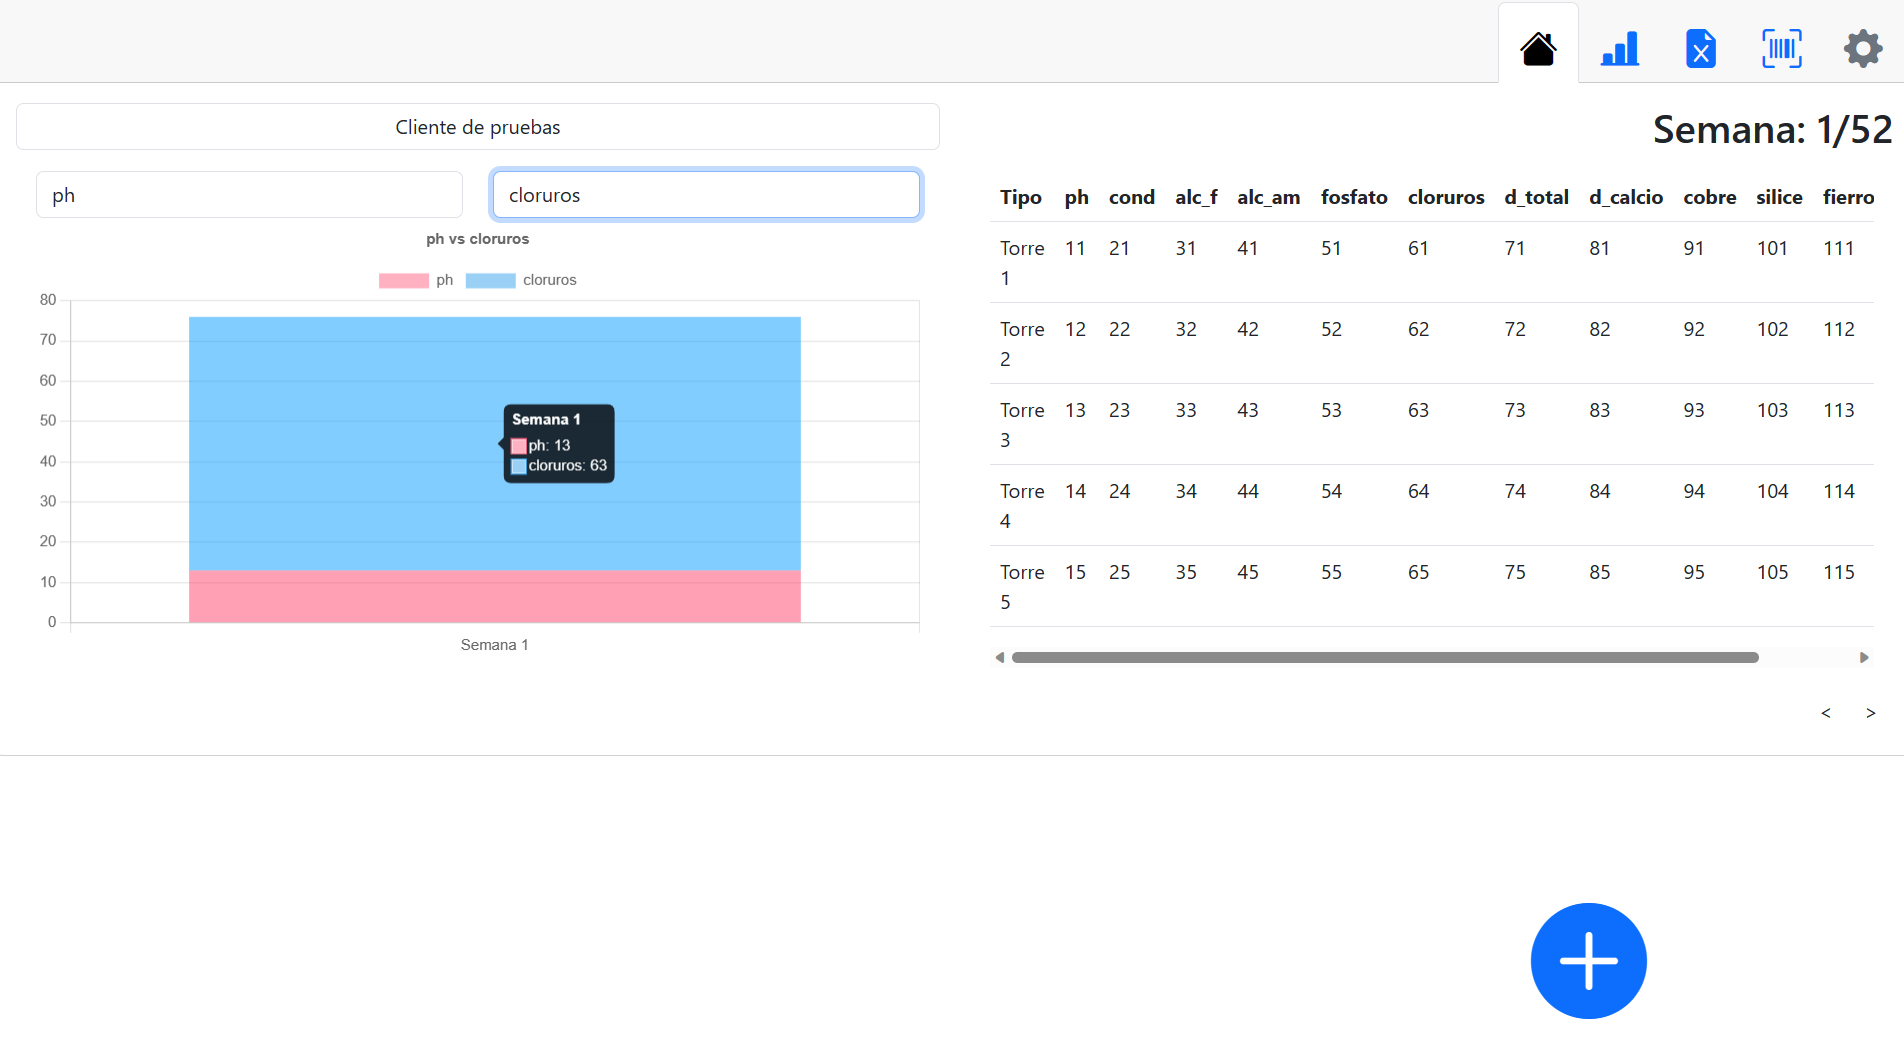 Cliente de pruebas
ph
cloruros
ph vs cloruros
ph cloruros
80
70
60
50
40
30
20
10
0
Semana 1
ph: 13
cloruros: 63
Semana 1
Semana: 1/52
Tipo ph cond alc_f alc_am fosfato cloruros d_total d_calcio cobre silice fierro
Torre 1 11 21 31 41 51 61 71 81 91 101 111
Torre 2 12 22 32 42 52 62 72 82 92 102 112
Torre 3 13 23 33 43 53 63 73 83 93 103 113
Torre 4 14 24 34 44 54 64 74 84 94 104 114
Torre 5 15 25 35 45 55 65 75 85 95 105 115
< >